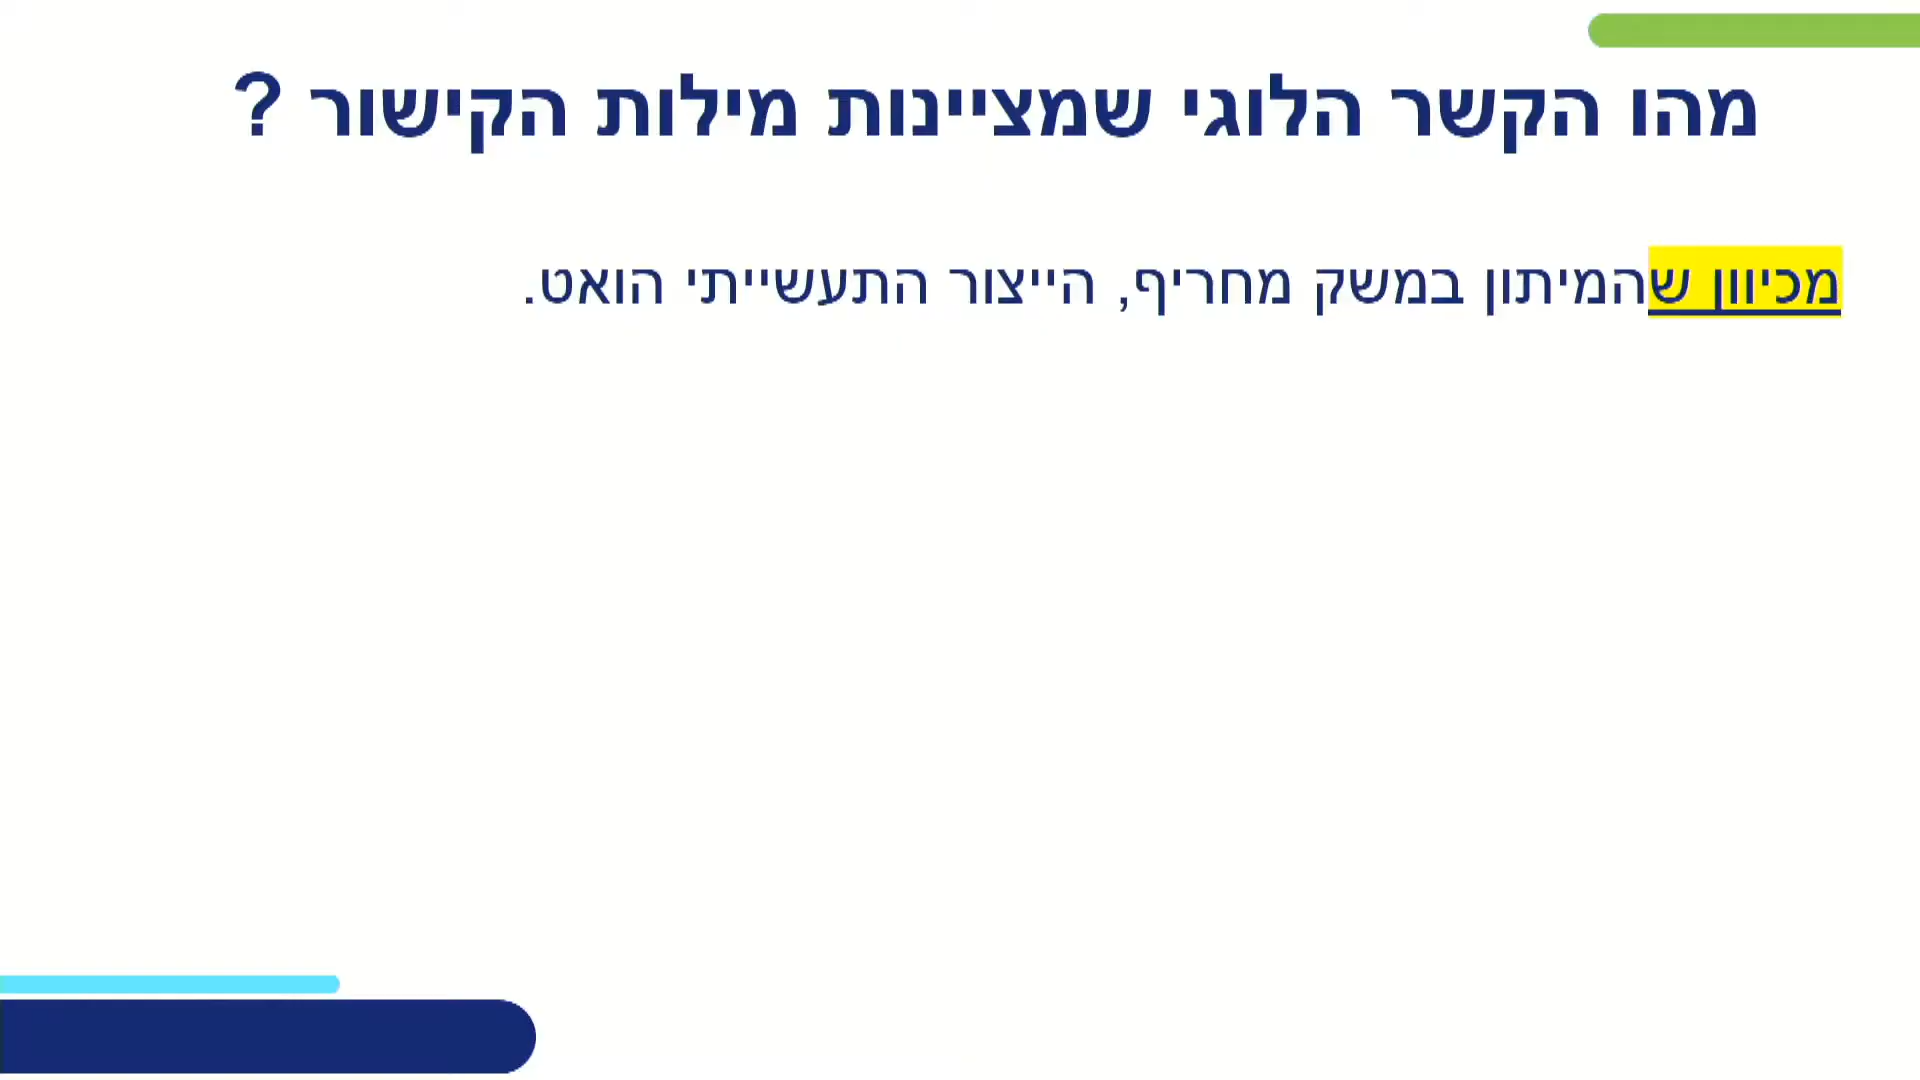 מהו הקשר הלוגי שמציינות מילות הקישור ?
מכיוון שהמיתון במשק מחריף, הייצור התעשייתי הואט.